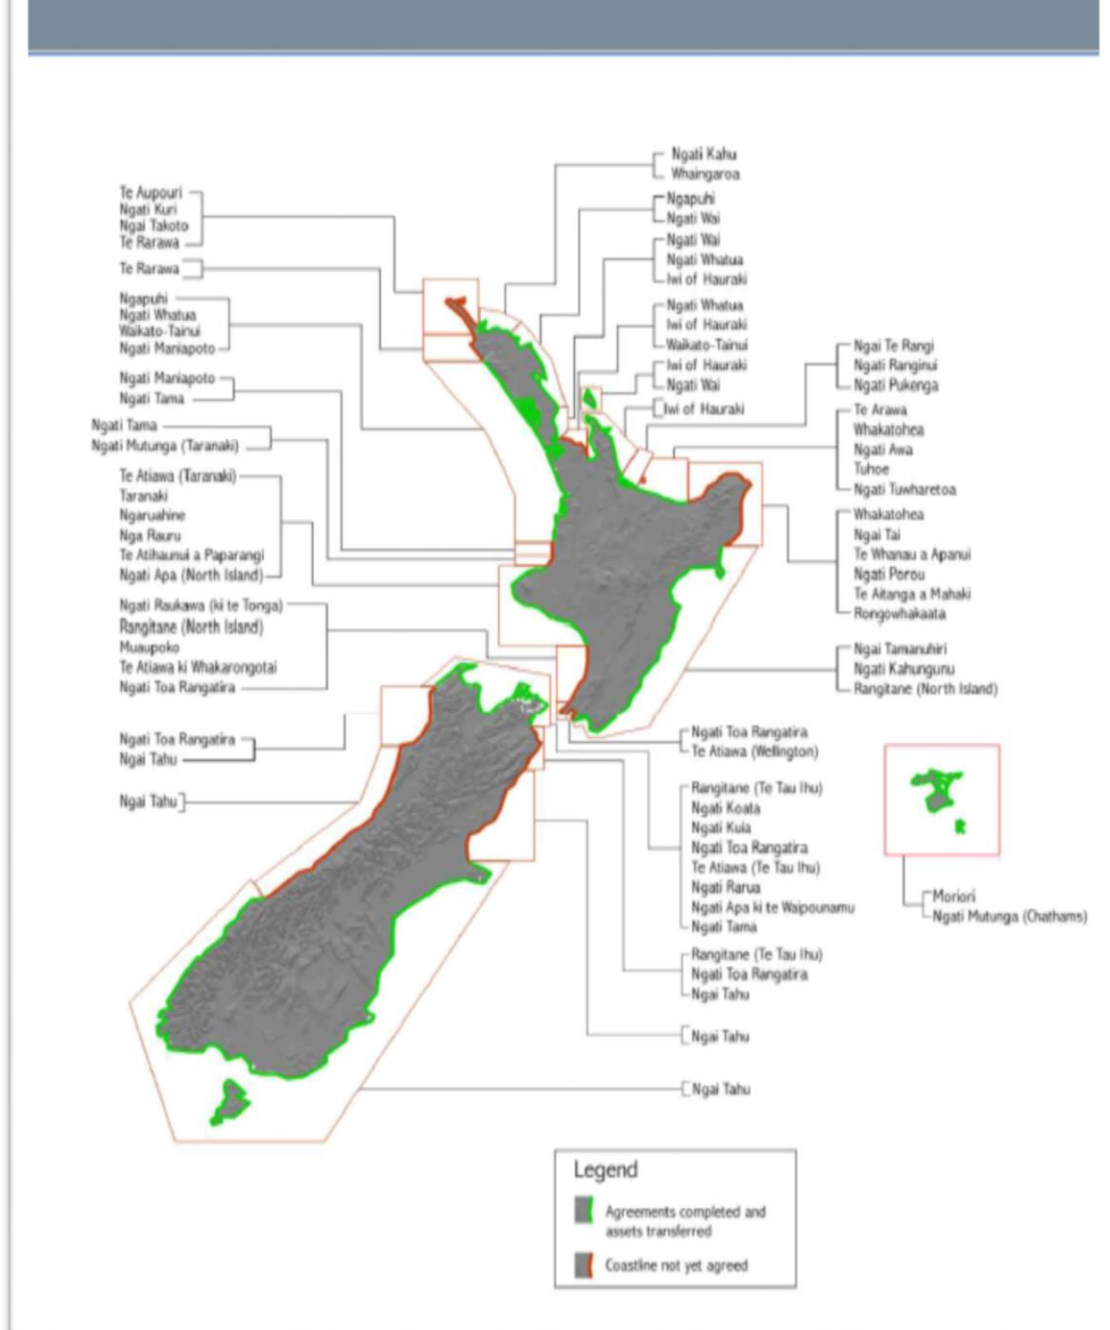 Te Aupouri
Ngati Kuri
Ngai Takoto
Te Rarawa
Te Rarawa
Ngapuhi
Ngati Whatua
Waikato-Tainui
Ngati Maniapoto
Ngati Maniapoto
Ngati Tama
Ngati Tama
Ngati Mutunga (Taranaki)
Te Atiawa (Taranaki)
Taranaki
Ngaruahine
Nga Rauru
Te Atihaunui a Paparangi
Ngati Apa (North Island)
Ngati Raukawa (ki te Tonga)
Rangitane (North Island)
Muaupoko
Te Atiawa ki Whakarongotai
Ngati Toa Rangatira
Ngati Toa Rangatira
Ngai Tahu
Ngai Tahu
Ngati Kahu
Whaingaroa
Ngapuhi
Ngati Wai
Ngati Wai
Ngati Whatua
Iwi of Hauraki
Ngati Whatua
Iwi of Hauraki
Waikato-Tainui
Iwi of Hauraki
Ngati Wai
Iwi of Hauraki
Ngai Te Rangi
Ngati Ranginui
Ngati Pukenga
Te Arawa
Whakatohea
Ngati Awa
Tuhoe
Ngati Tuwharetoa
Whakatohea
Ngai Tai
Te Whanau a Apanui
Ngati Porou
Te Aitanga a Mahaki
Rongowhakaata
Ngai Tamanuhiri
Ngati Kahungunu
Rangitane (North Island)
Ngati Toa Rangatira
Te Atiawa (Wellington)
Rangitane (Te Tau Ihu)
Ngati Koata
Ngati Kuia
Ngati Toa Rangatira
Te Atiawa (Te Tau Ihu)
Ngati Rarua
Ngati Apa ki te Waipounamu
Ngati Tama
Rangitane (Te Tau Ihu)
Ngati Toa Rangatira
Ngai Tahu
Ngai Tahu
Ngai Tahu
Moriori
Ngati Mutunga (Chathams)
Legend
Agreements completed and
assets transferred
Coastline not yet agreed